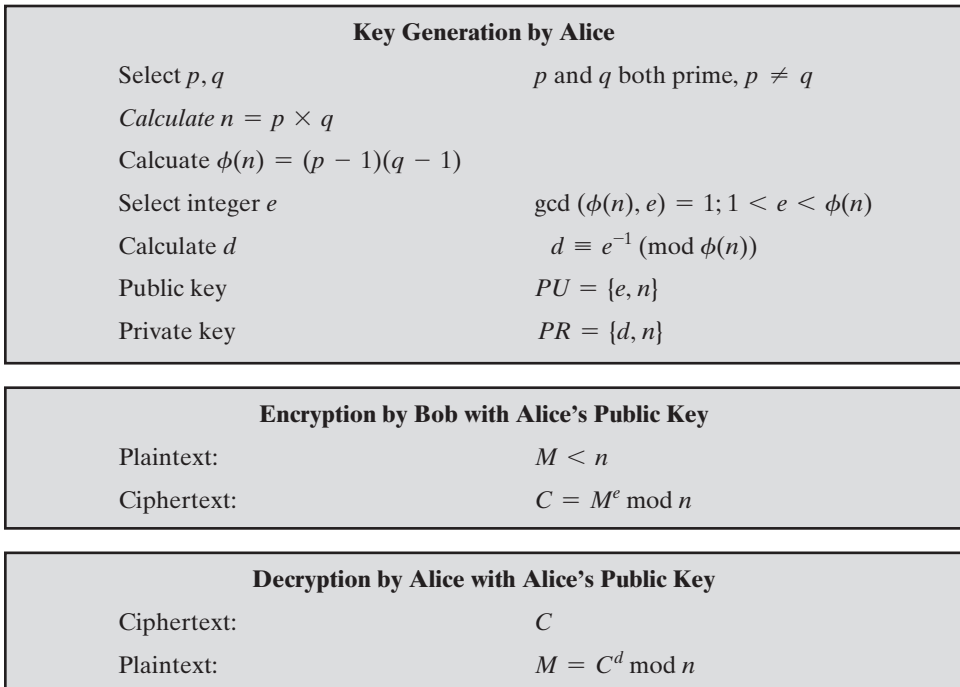 Key Generation by Alice
Select p, q p and q both prime, p ≠ q
Calculate n = p × q
Calcuate ϕ(n) = (p − 1)(q − 1)
Select integer e gcd (ϕ(n), e) = 1; 1 < e < ϕ(n)
Calculate d d ≡ e⁻¹ (mod ϕ(n))
Public key PU = {e, n}
Private key PR = {d, n}
Encryption by Bob with Alice’s Public Key
Plaintext: M < n
Ciphertext: C = Mᵉ mod n
Decryption by Alice with Alice’s Public Key
Ciphertext: C
Plaintext: M = Cᵈ mod n